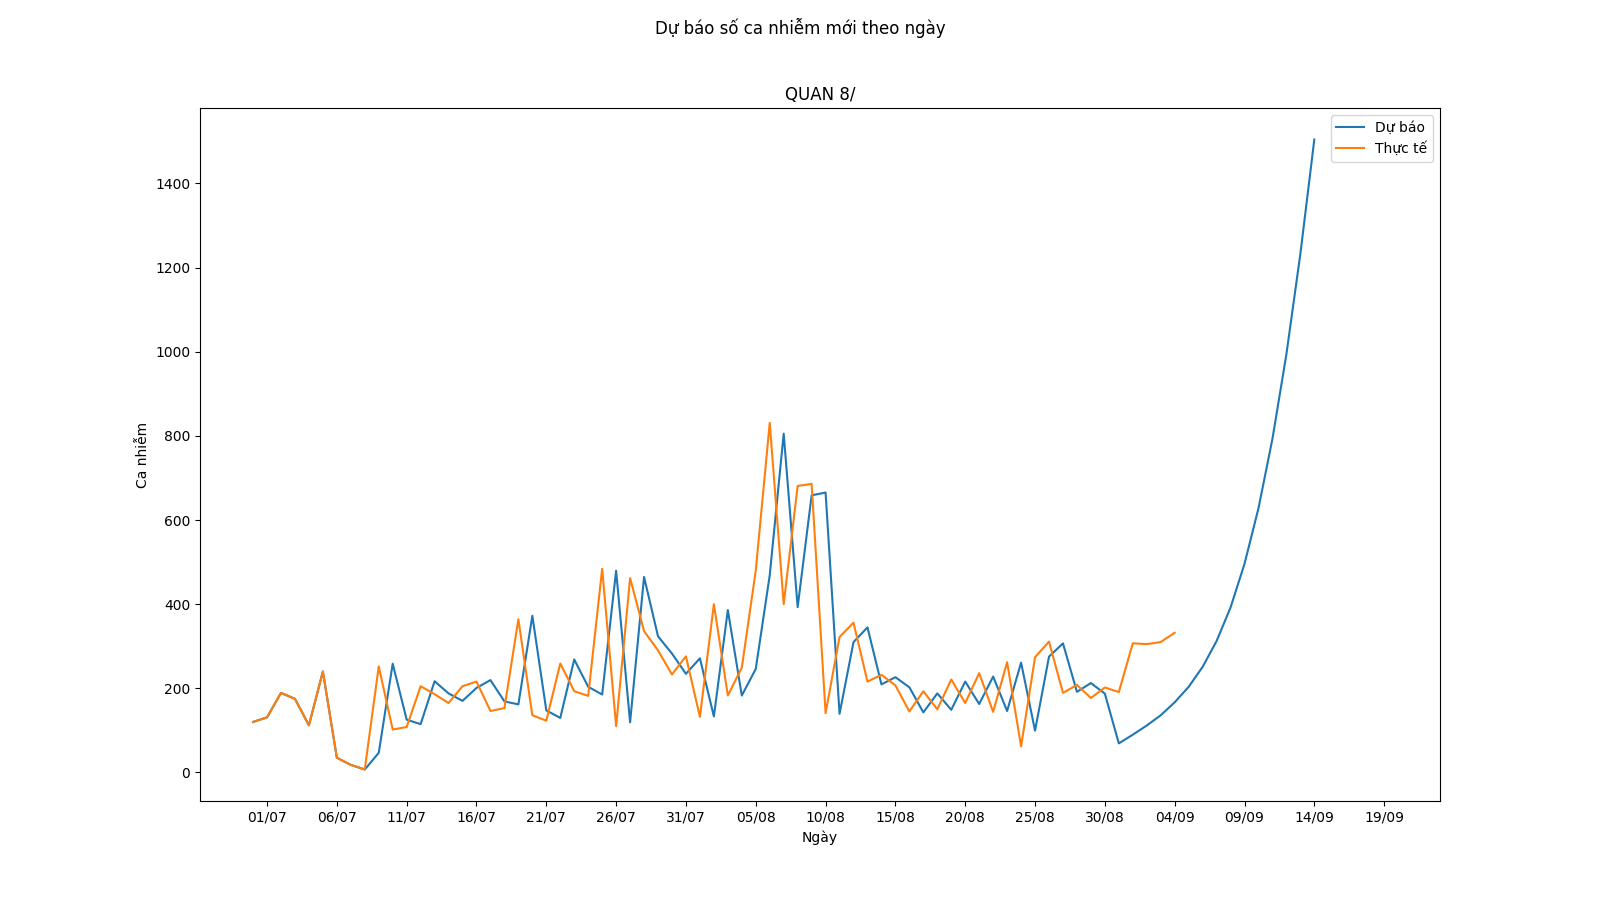 Dự báo số ca nhiễm mới theo ngày
QUAN 8/
Dự báo
Thực tế
1400
1200
1000
800
600
400
200
0
Ca nhiễm
01/07 06/07 11/07 16/07 21/07 26/07 31/07 05/08 10/08 15/08 20/08 25/08 30/08 04/09 09/09 14/09 19/09
Ngày